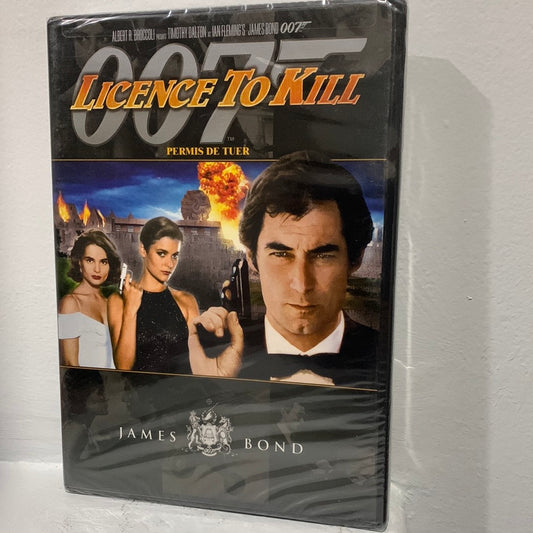 ALBERT R. BROCCOLI PRESENTS TIMOTHY DALTON AS IAN FLEMING'S JAMES BOND 007
007
LICENCE TO KILL
TM
PERMIS DE TUER
JAMES BOND